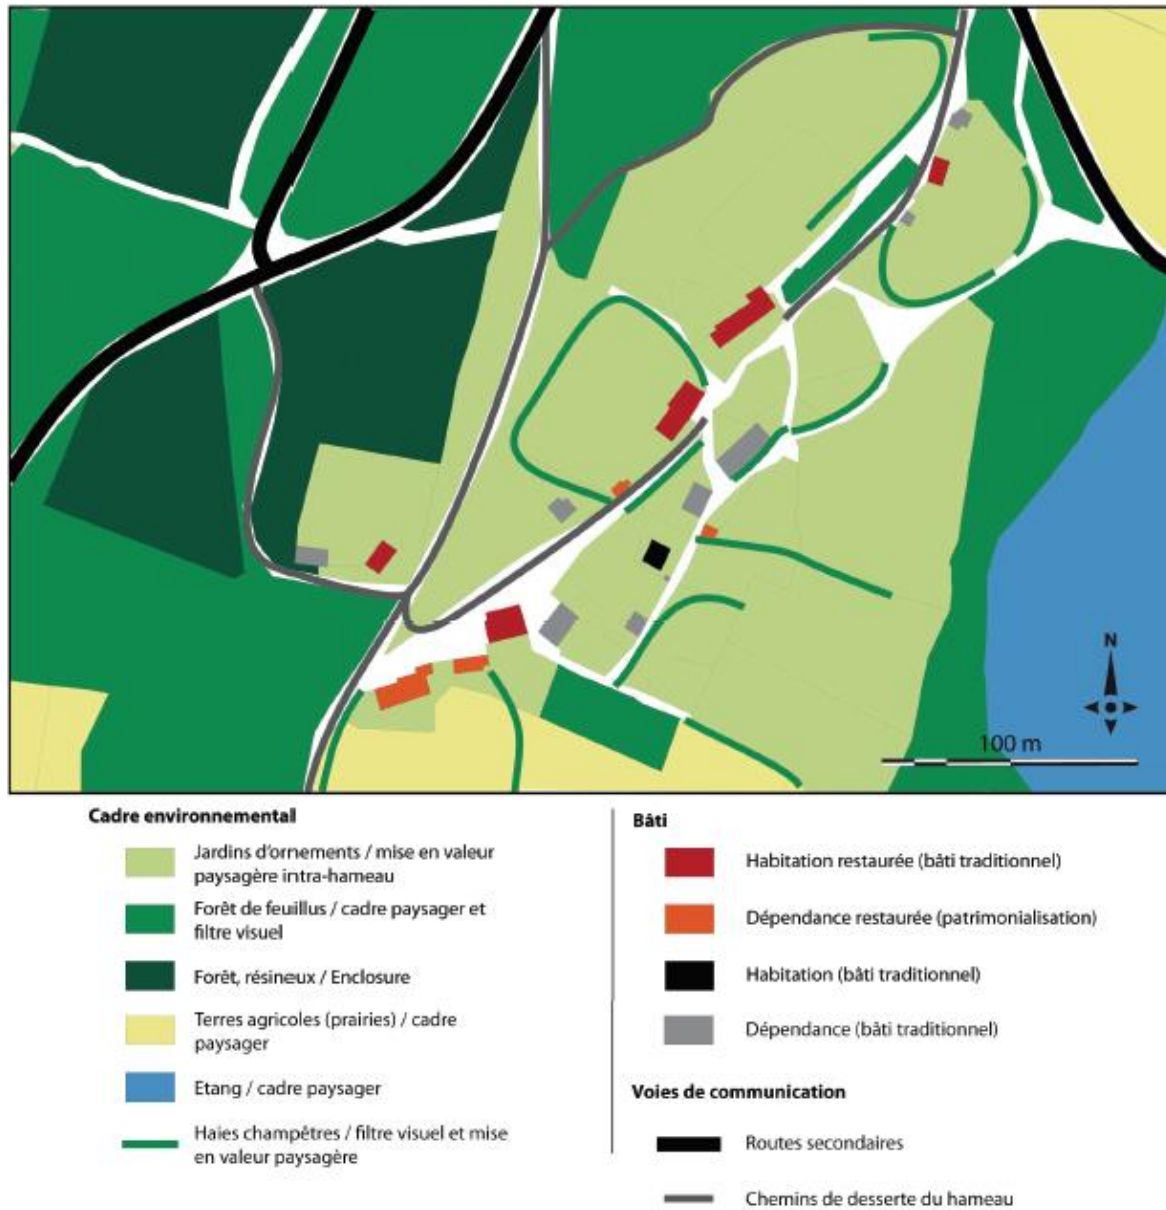 N
100 m
Cadre environnemental
Jardins d'ornements / mise en valeur
paysagère intra-hameau
Forêt de feuillus / cadre paysager et
filtre visuel
Forêt, résineux / Enclosure
Terres agricoles (prairies) / cadre
paysager
Etang / cadre paysager
Haies champêtres / filtre visuel et mise
en valeur paysagère
Bâti
Habitation restaurée (bâti traditionnel)
Dépendance restaurée (patrimonialisation)
Habitation (bâti traditionnel)
Dépendance (bâti traditionnel)
Voies de communication
Routes secondaires
Chemins de desserte du hameau